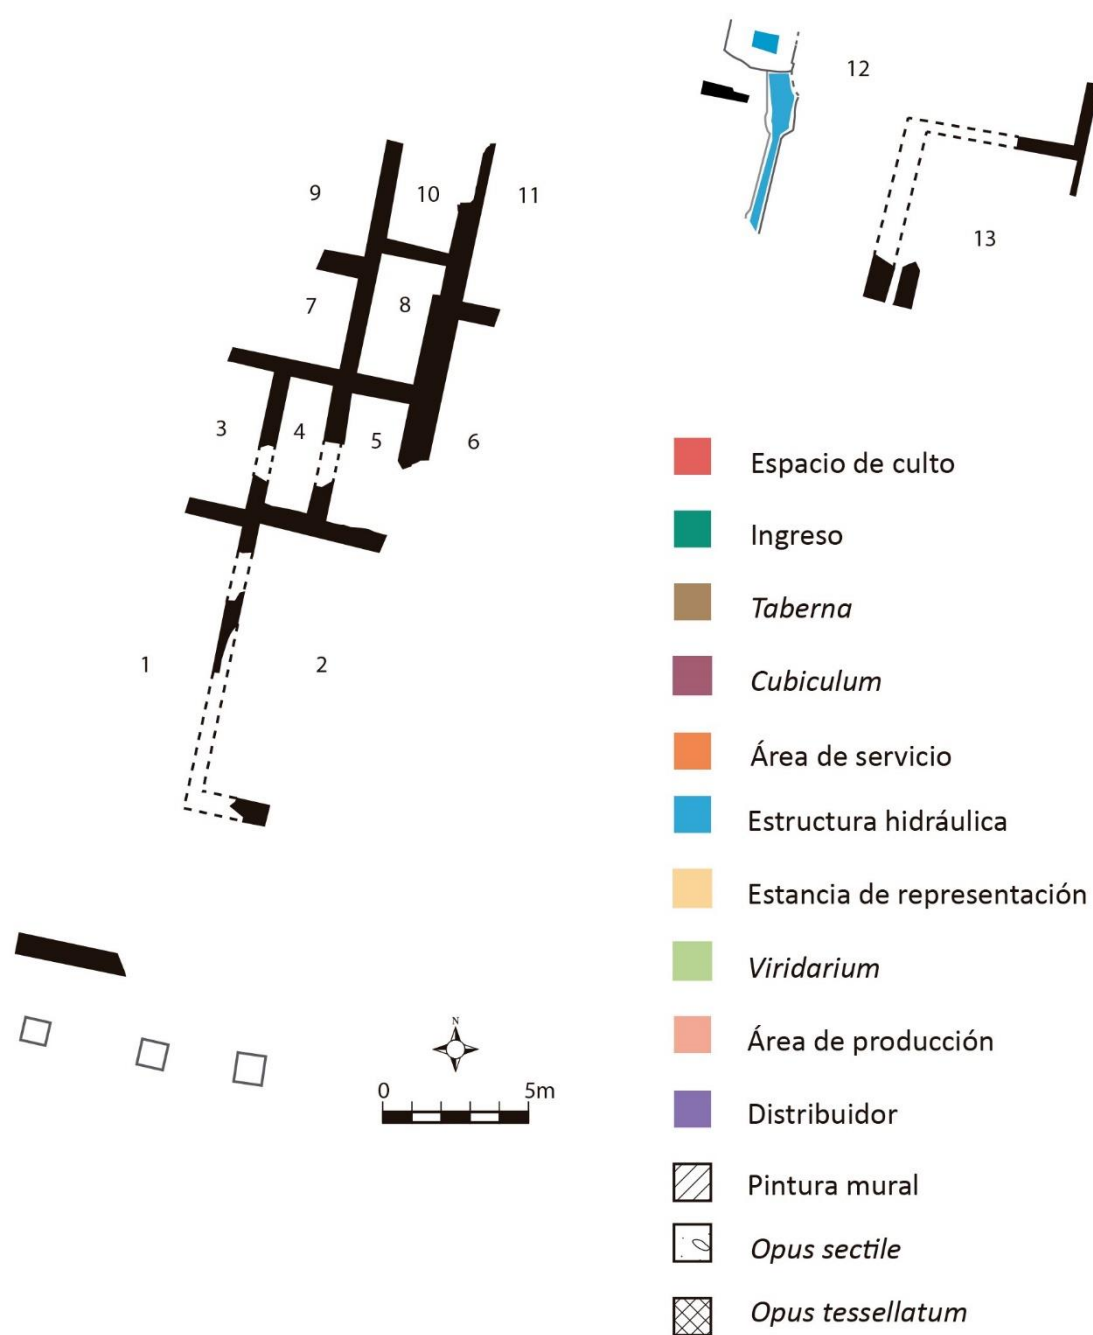 12
9
10
11
13
7
8
3
4
5
6
1
2
N
0
5m
Espacio de culto
Ingreso
Taberna
Cubiculum
Área de servicio
Estructura hidráulica
Estancia de representación
Viridarium
Área de producción
Distribuidor
Pintura mural
Opus sectile
Opus tessellatum